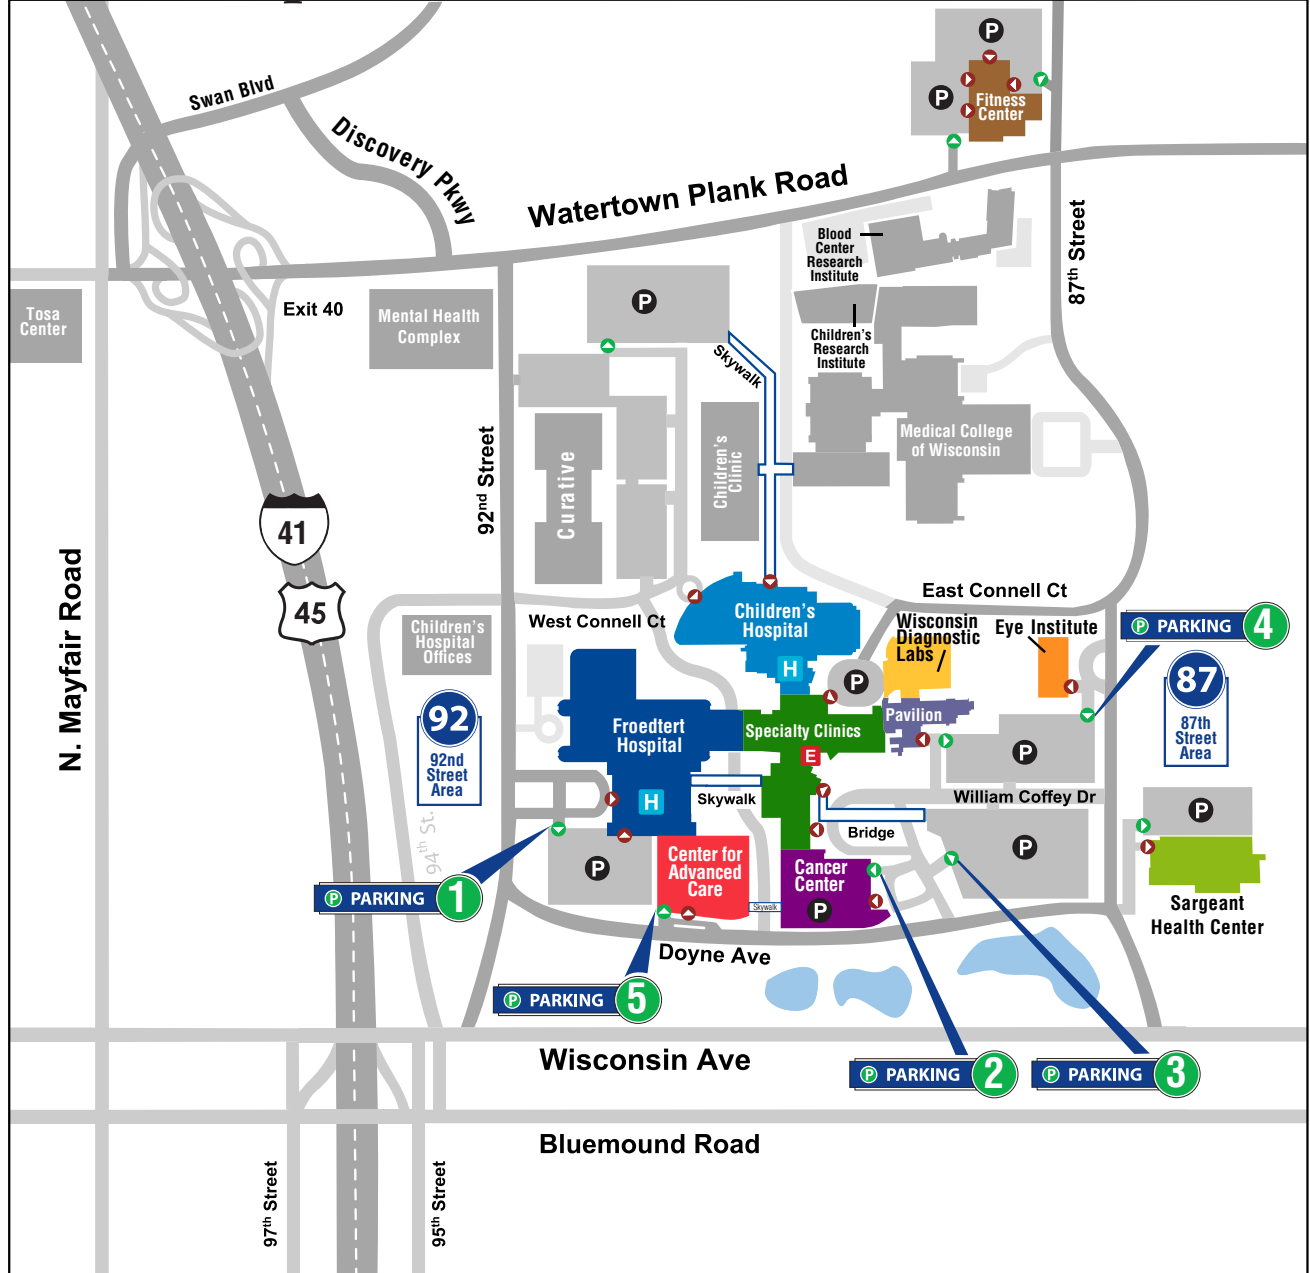 P
Swan Blvd
P
Fitness
Center
Discovery Pkwy
Watertown Plank Road
87th Street
Blood
Center
Research
Institute
Tosa
Center
Exit 40
Mental Health
Complex
P
Children's
Research
Institute
Skywalk
92nd Street
Curative
Children's
Clinic
Medical College
of Wisconsin
41
45
N. Mayfair Road
East Connell Ct
West Connell Ct
Children's
Hospital
H
Wisconsin
Diagnostic
Labs
Eye Institute
P PARKING 4
Children's
Hospital
Offices
P
87
87th
Street
Area
92
92nd
Street
Area
Froedtert
Hospital
H
Specialty Clinics
E
Pavilion
P
Skywalk
William Coffey Dr
Bridge
P
P
94th St.
P
Center for
Advanced
Care
Cancer
Center
P
Skywalk
P PARKING 1
Sargeant
Health Center
Doyne Ave
P PARKING 5
Wisconsin Ave
P PARKING 2
P PARKING 3
Bluemound Road
97th Street
95th Street